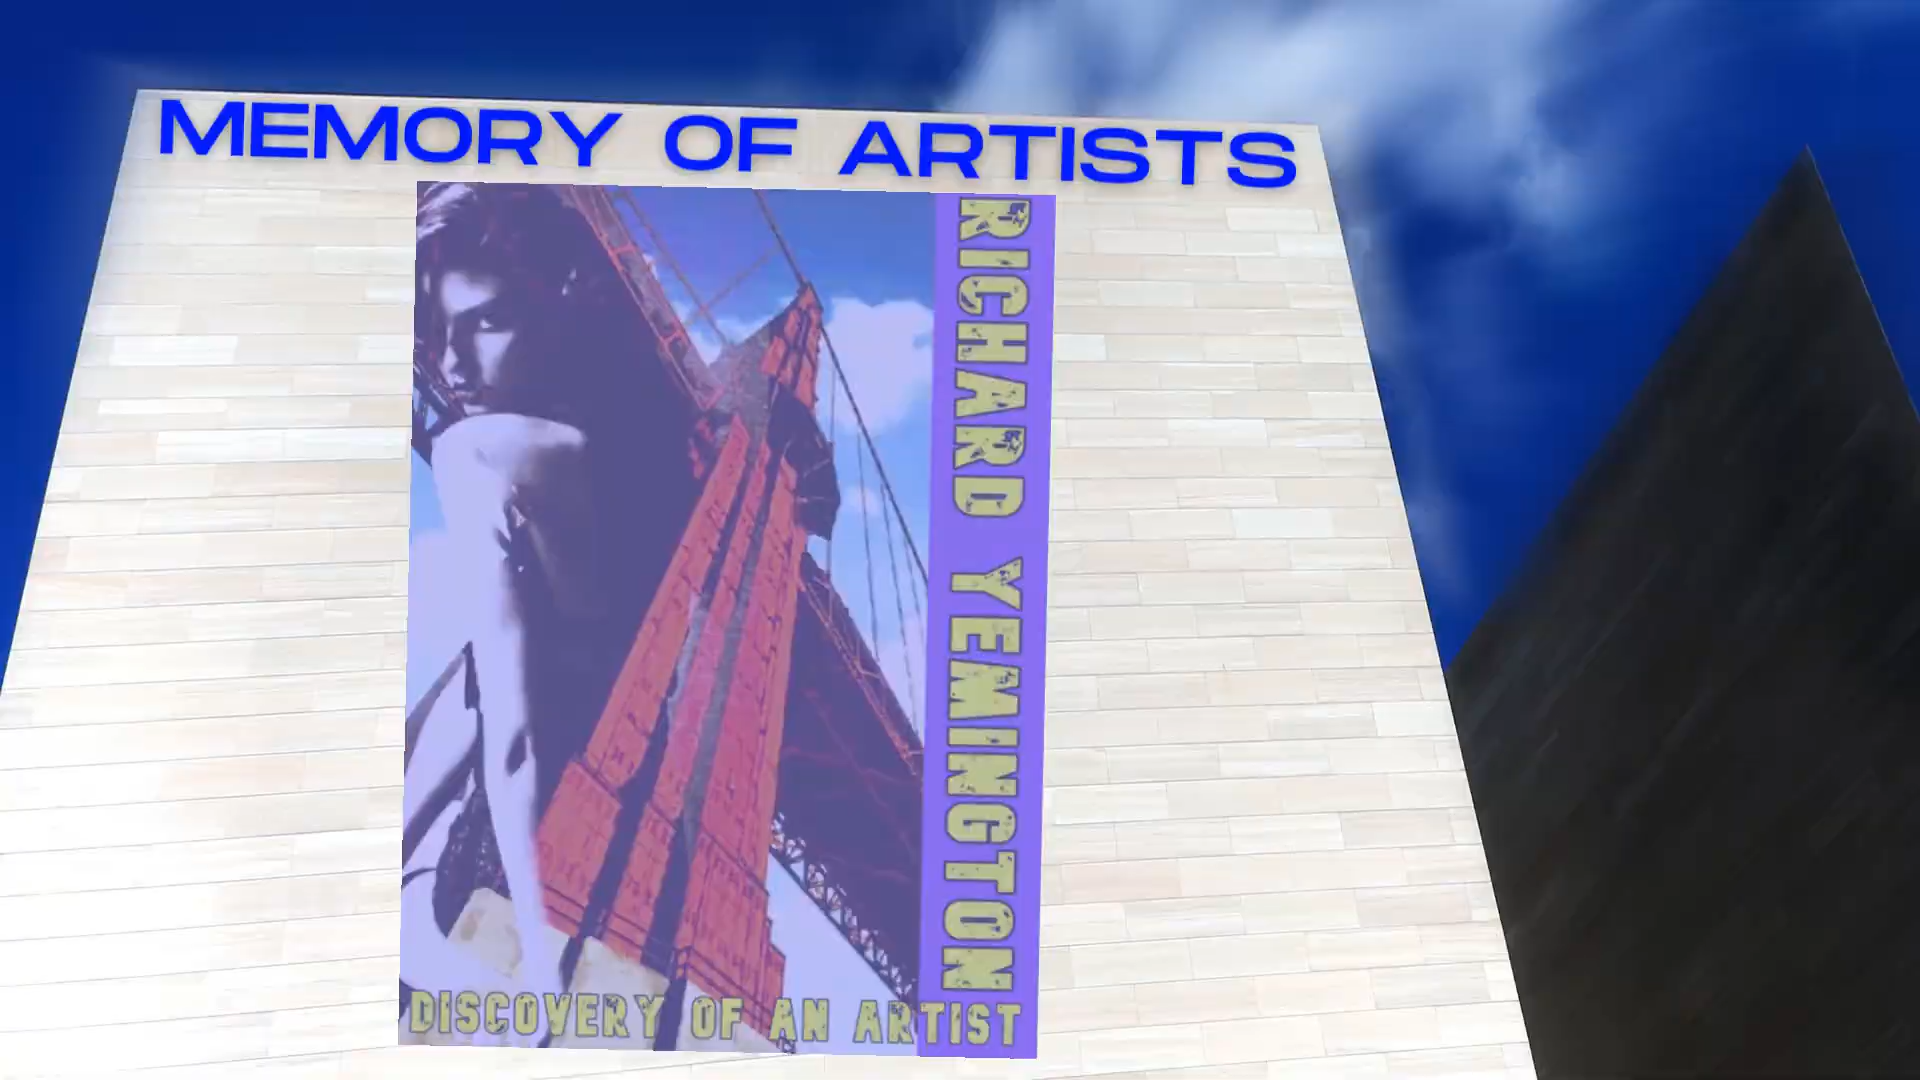 MEMORY OF ARTISTS
RICHARD YEMINGTON
DISCOVERY OF AN ARTIST